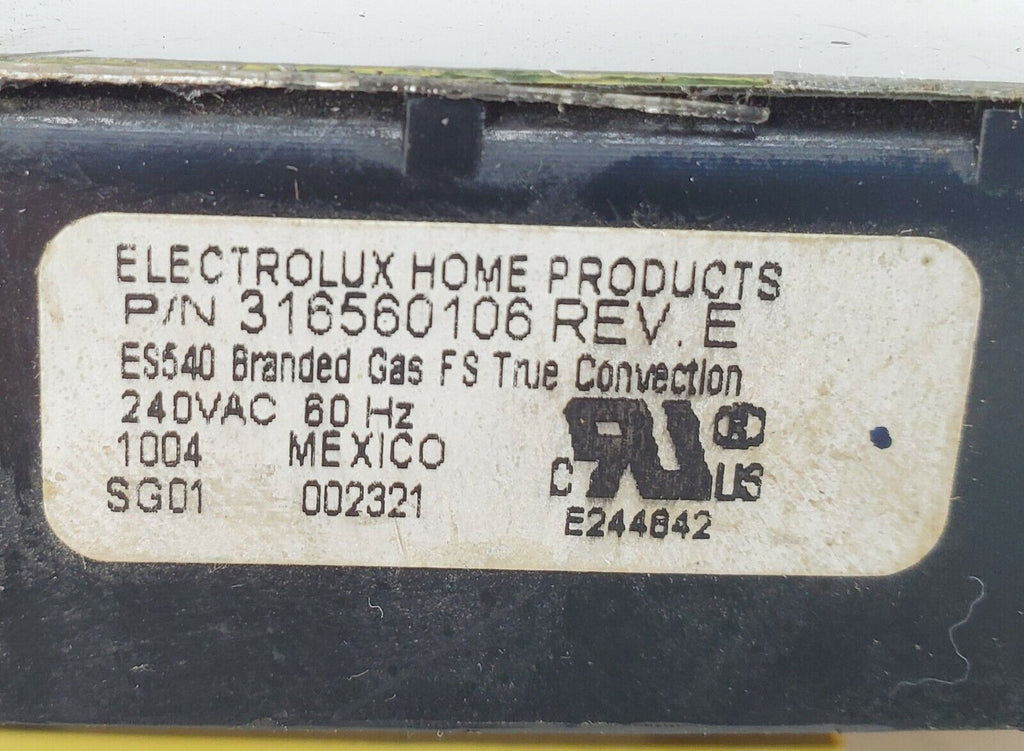 ELECTROLUX HOME PRODUCTS
P/N 316560106 REV. E
ES540 Branded Gas FS True Convection
240VAC 60 Hz
1004 MEXICO
SG01 002321
C RU ® US
E244842